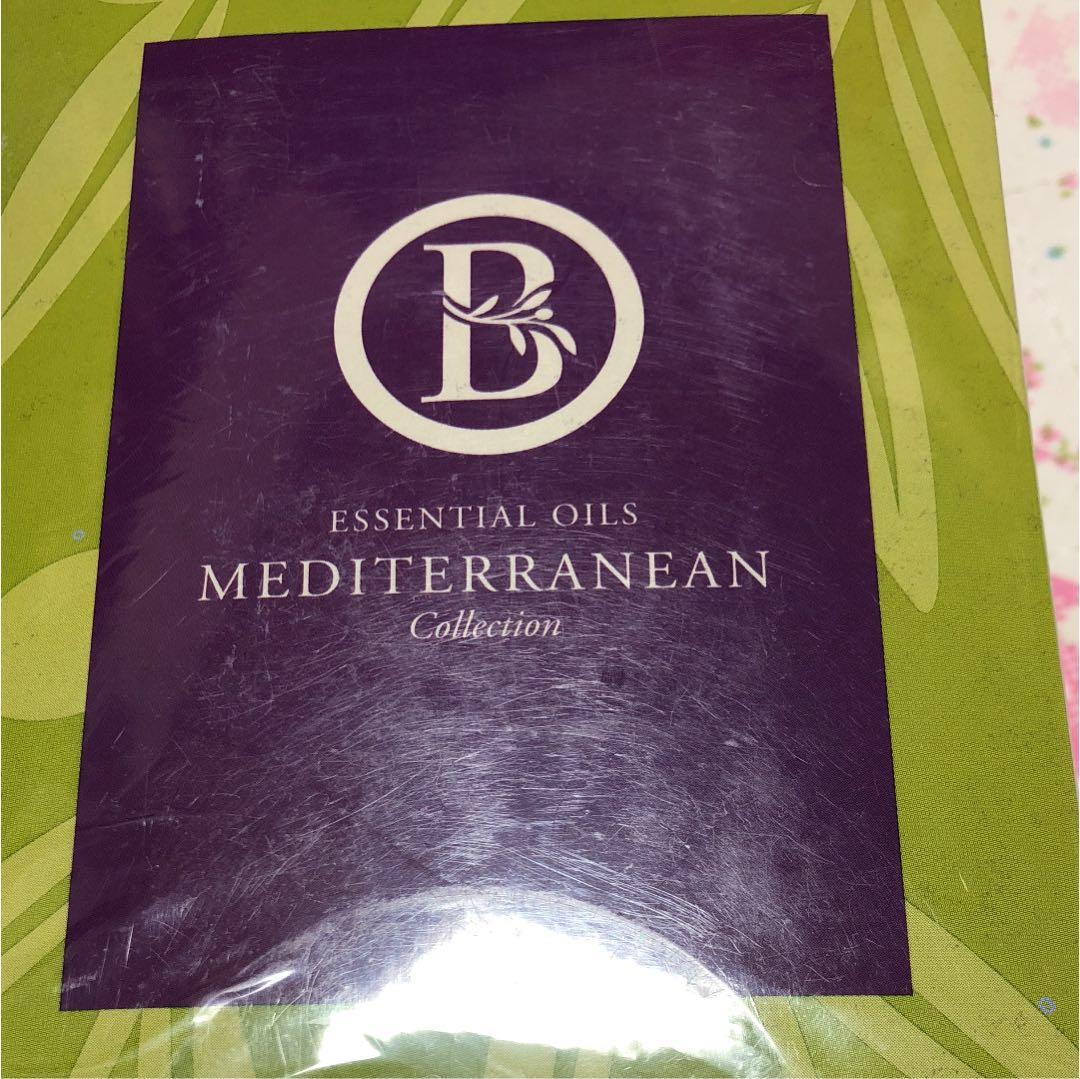 B
ESSENTIAL OILS
MEDITERRANEAN
Collection